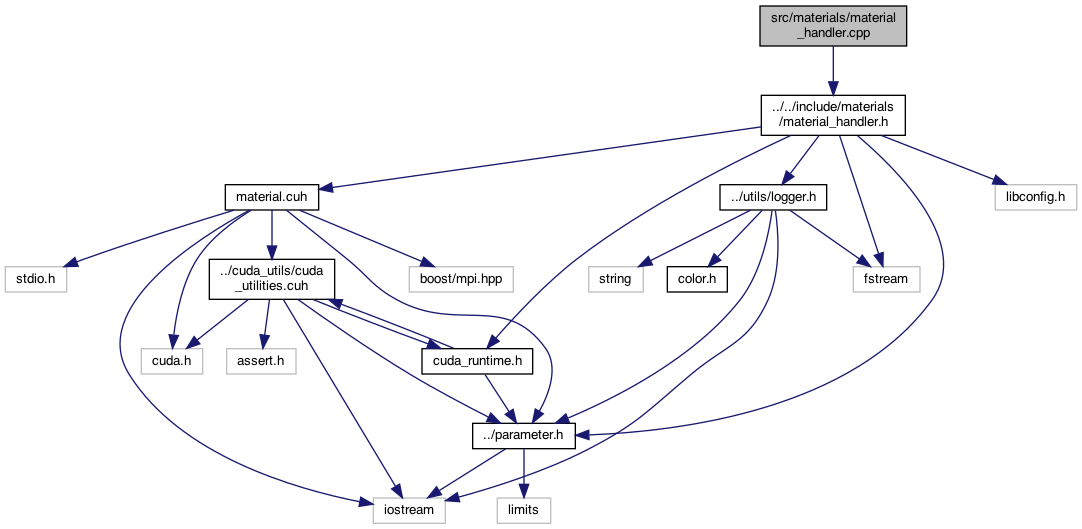 src/materials/material
_handler.cpp
../../include/materials
/material_handler.h
material.cuh
../utils/logger.h
libconfig.h
stdio.h
../cuda_utils/cuda
_utilities.cuh
boost/mpi.hpp
string
color.h
fstream
cuda.h
assert.h
cuda_runtime.h
../parameter.h
iostream
limits